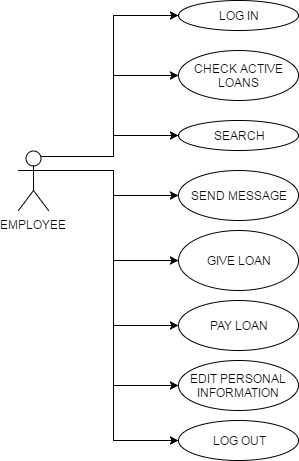 LOG IN
CHECK ACTIVE
LOANS
SEARCH
SEND MESSAGE
EMPLOYEE
GIVE LOAN
PAY LOAN
EDIT PERSONAL
INFORMATION
LOG OUT